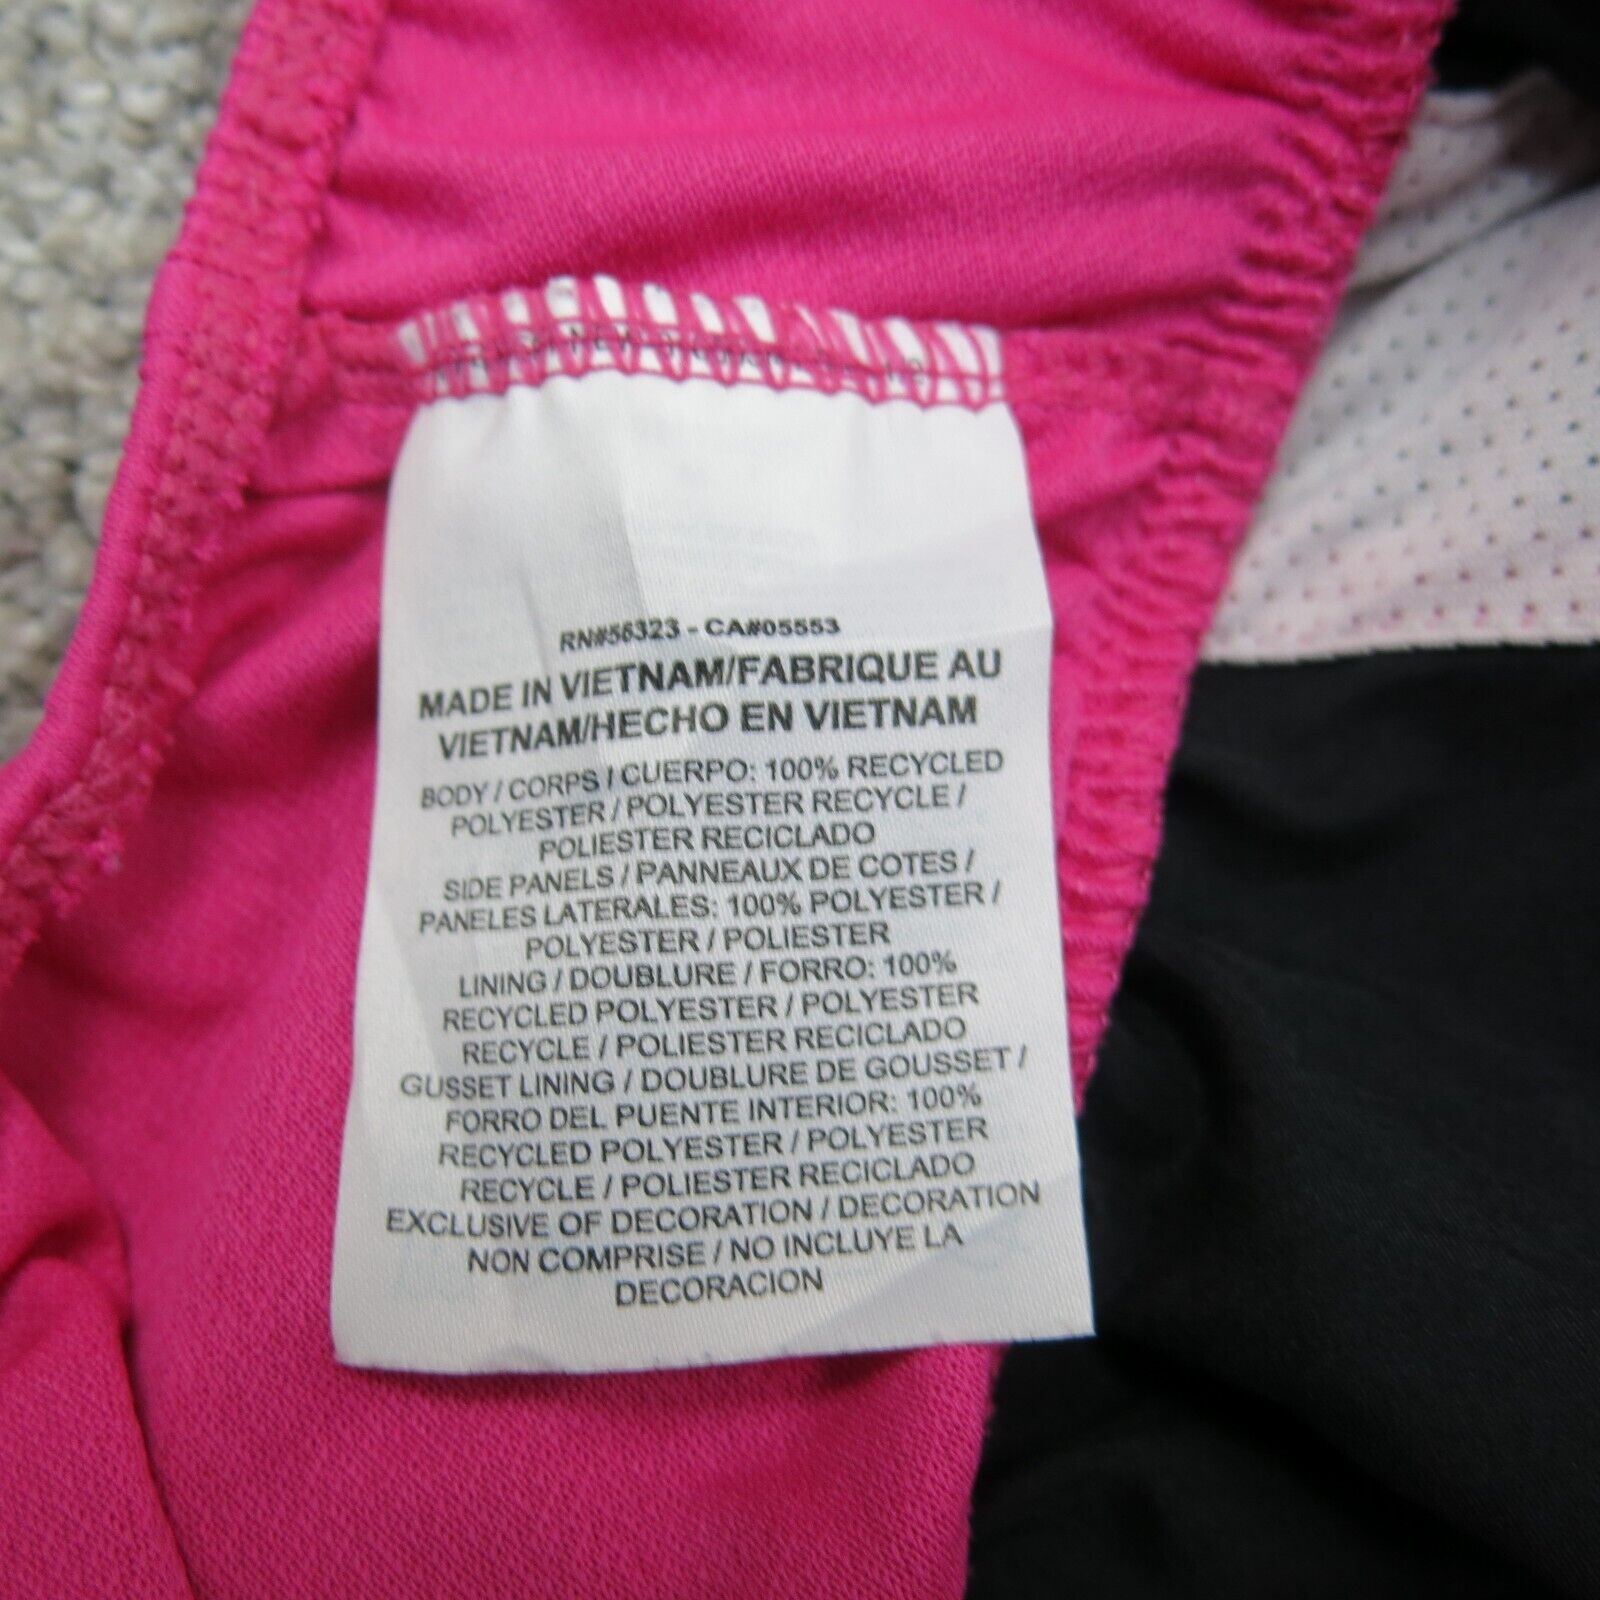 RN#56323 - CA#05553
MADE IN VIETNAM/FABRIQUE AU
VIETNAM/HECHO EN VIETNAM
BODY / CORPS / CUERPO: 100% RECYCLED
POLYESTER / POLYESTER RECYCLE /
POLIESTER RECICLADO
SIDE PANELS / PANNEAUX DE COTES /
PANELES LATERALES: 100% POLYESTER /
POLYESTER / POLIESTER
LINING / DOUBLURE / FORRO: 100%
RECYCLED POLYESTER / POLYESTER
RECYCLE / POLIESTER RECICLADO
GUSSET LINING / DOUBLURE DE GOUSSET /
FORRO DEL PUENTE INTERIOR: 100%
RECYCLED POLYESTER / POLYESTER
RECYCLE / POLIESTER RECICLADO
EXCLUSIVE OF DECORATION / DECORATION
NON COMPRISE / NO INCLUYE LA
DECORACION